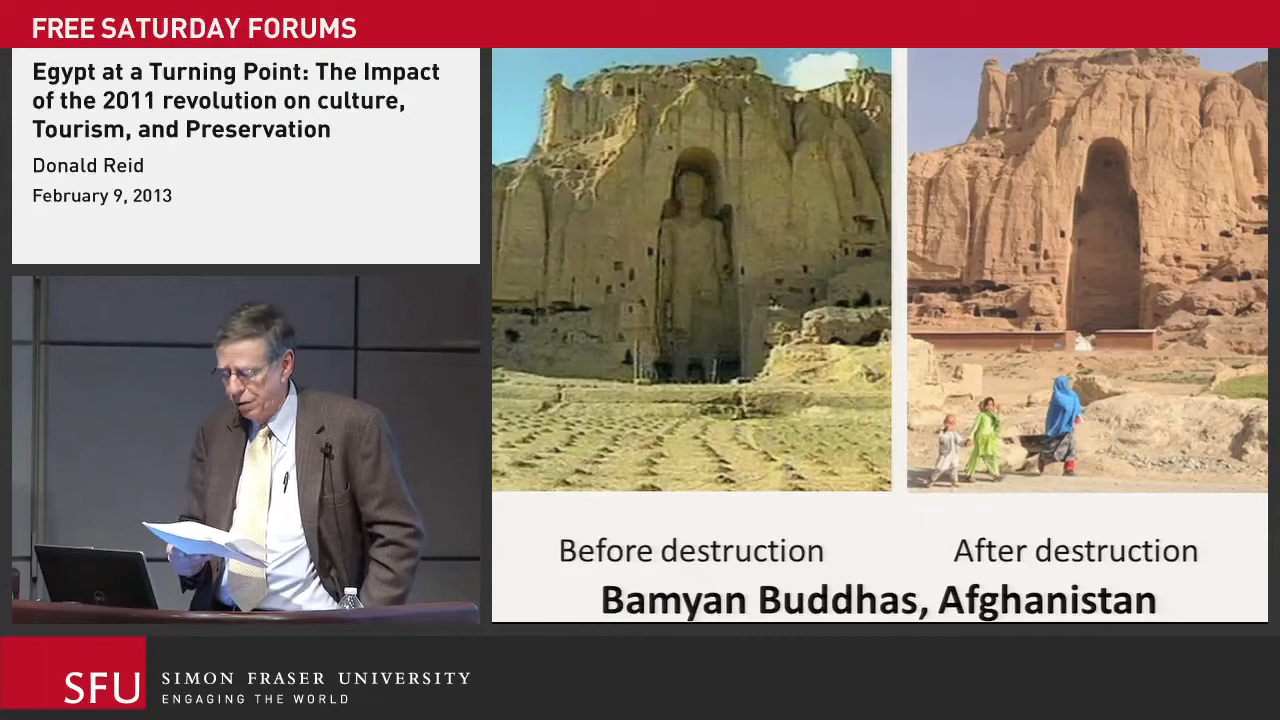 FREE SATURDAY FORUMS
Egypt at a Turning Point: The Impact
of the 2011 revolution on culture,
Tourism, and Preservation
Donald Reid
February 9, 2013
Before destruction
After destruction
Bamyan Buddhas, Afghanistan
SFU
SIMON FRASER UNIVERSITY
ENGAGING THE WORLD